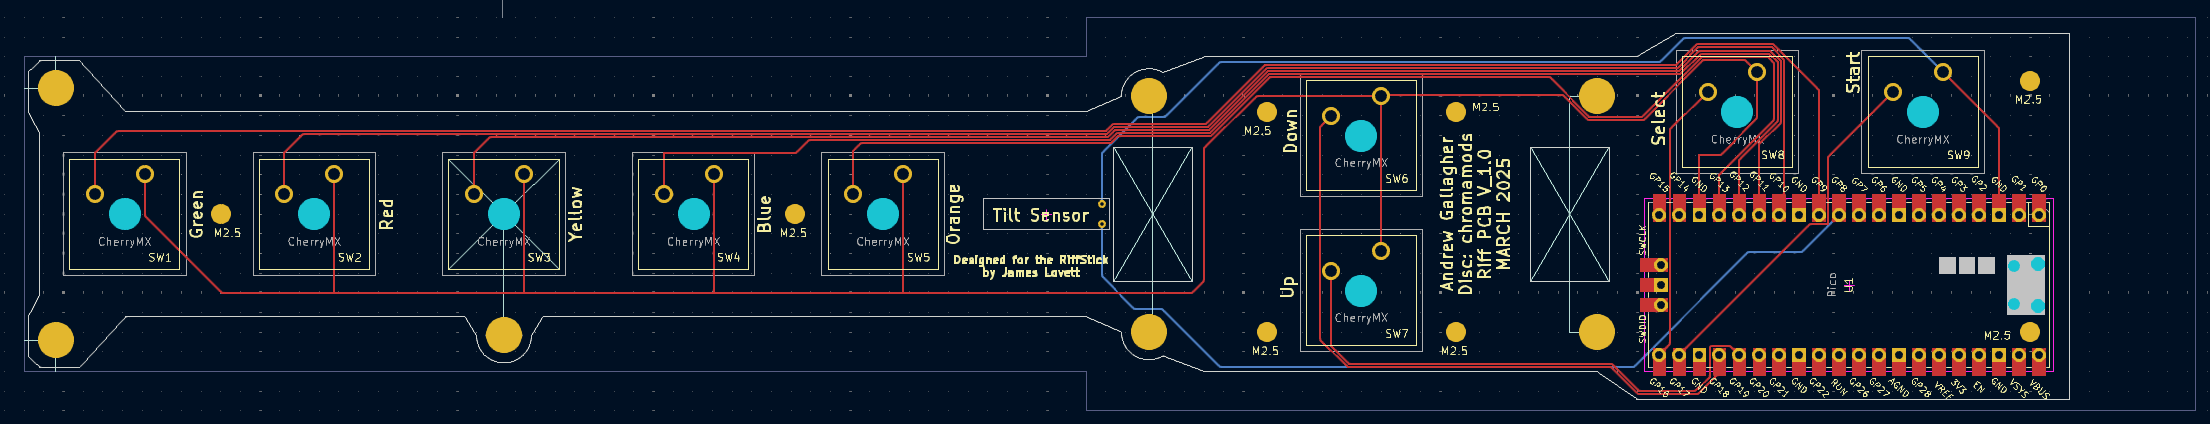 CherryMX
SW1
Green
M2.5
CherryMX
SW2
Red
CherryMX
SW3
Yellow
CherryMX
SW4
Blue
M2.5
CherryMX
SW5
Orange
Tilt Sensor
Designed for the RiffStick
by James Lovett
M2.5
Down
CherryMX
SW6
M2.5
Up
CherryMX
SW7
M2.5
M2.5
Andrew Gallagher
Disc: chromamods
Riff PCB V_1.0
MARCH 2025
Select
CherryMX
SW8
Start
CherryMX
SW9
M2.5
GP15
GP14
GND
GP13
GP12
GP11
GP10
GND
GP9
GP8
GP7
GP6
GND
GP5
GP4
GP3
GP2
GND
GP1
GP0
SWCLK
SWDIO
Pico
U1
M2.5
GP16
GP17
GND
GP18
GP19
GP20
GP21
GND
GP22
RUN
GP26
GP27
AGND
GP28
VREF
3V3
EN
GND
VSYS
VBUS